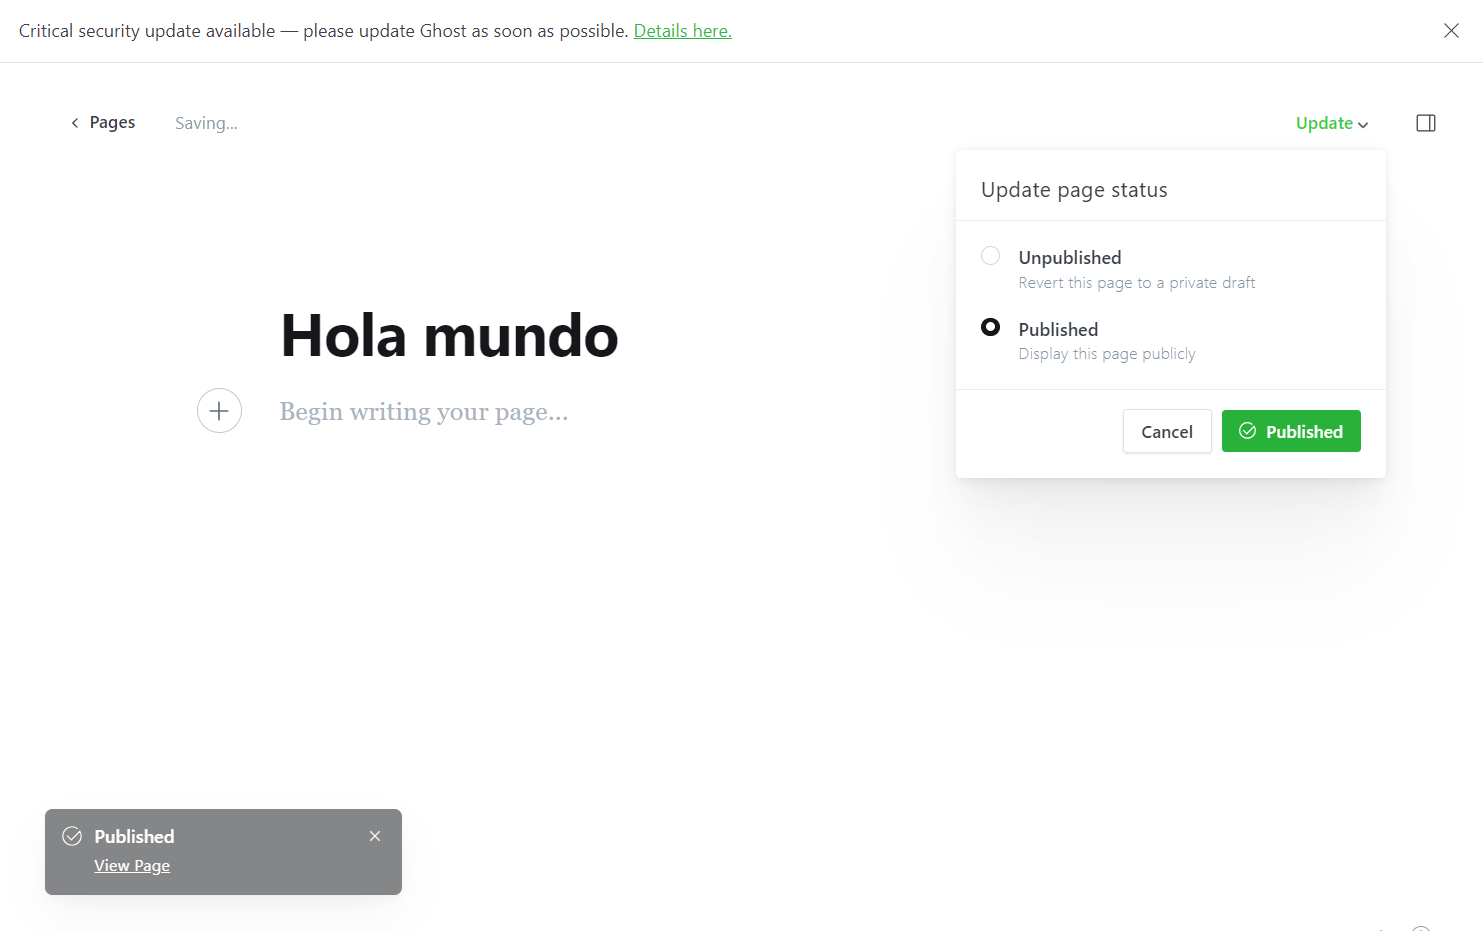 Critical security update available — please update Ghost as soon as possible. Details here.
Pages
Saving...
Update
Update page status
Unpublished
Revert this page to a private draft
Published
Display this page publicly
Cancel
Published
Hola mundo
Begin writing your page...
Published
View Page